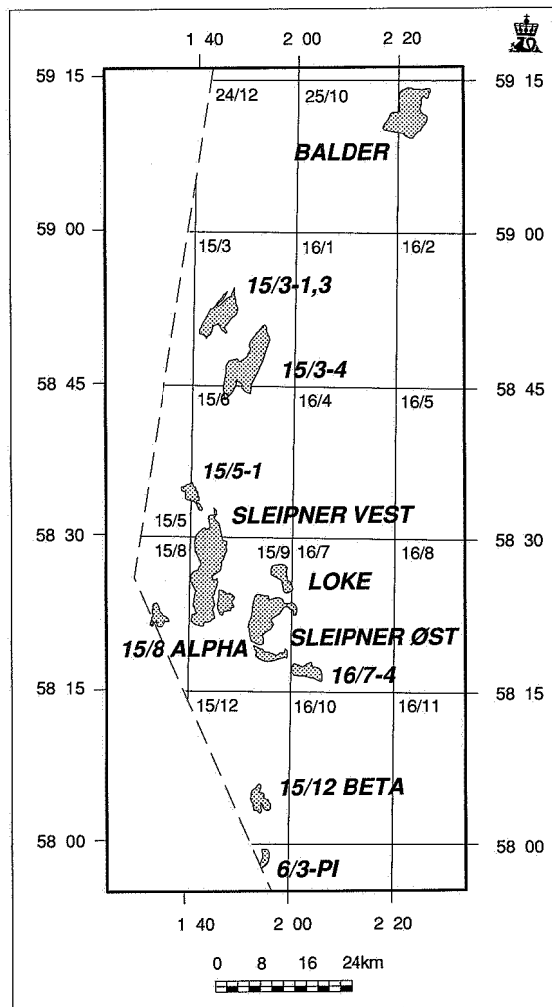 1 40 2 00 2 20
59 15 59 15
24/12 25/10
BALDER
59 00 59 00
15/3 16/1 16/2
15/3-1,3
15/3-4
58 45 58 45
15/6 16/4 16/5
15/5-1
SLEIPNER VEST
15/5
58 30 58 30
15/8 15/9 16/7 16/8
LOKE
SLEIPNER ØST
15/8 ALPHA
16/7-4
58 15 58 15
15/12 16/10 16/11
15/12 BETA
58 00 58 00
6/3-PI
1 40 2 00 2 20
0 8 16 24km